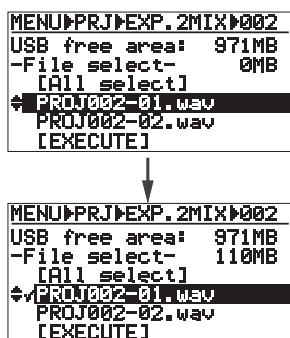 MENU▶PRJ▶EXP.2MIX▶002
USB free area: 971MB
-File select- 0MB
[All select]
PROJ002-01.wav
PROJ002-02.wav
[EXECUTE]
MENU▶PRJ▶EXP.2MIX▶002
USB free area: 971MB
-File select- 110MB
[All select]
✓PROJ002-01.wav
PROJ002-02.wav
[EXECUTE]